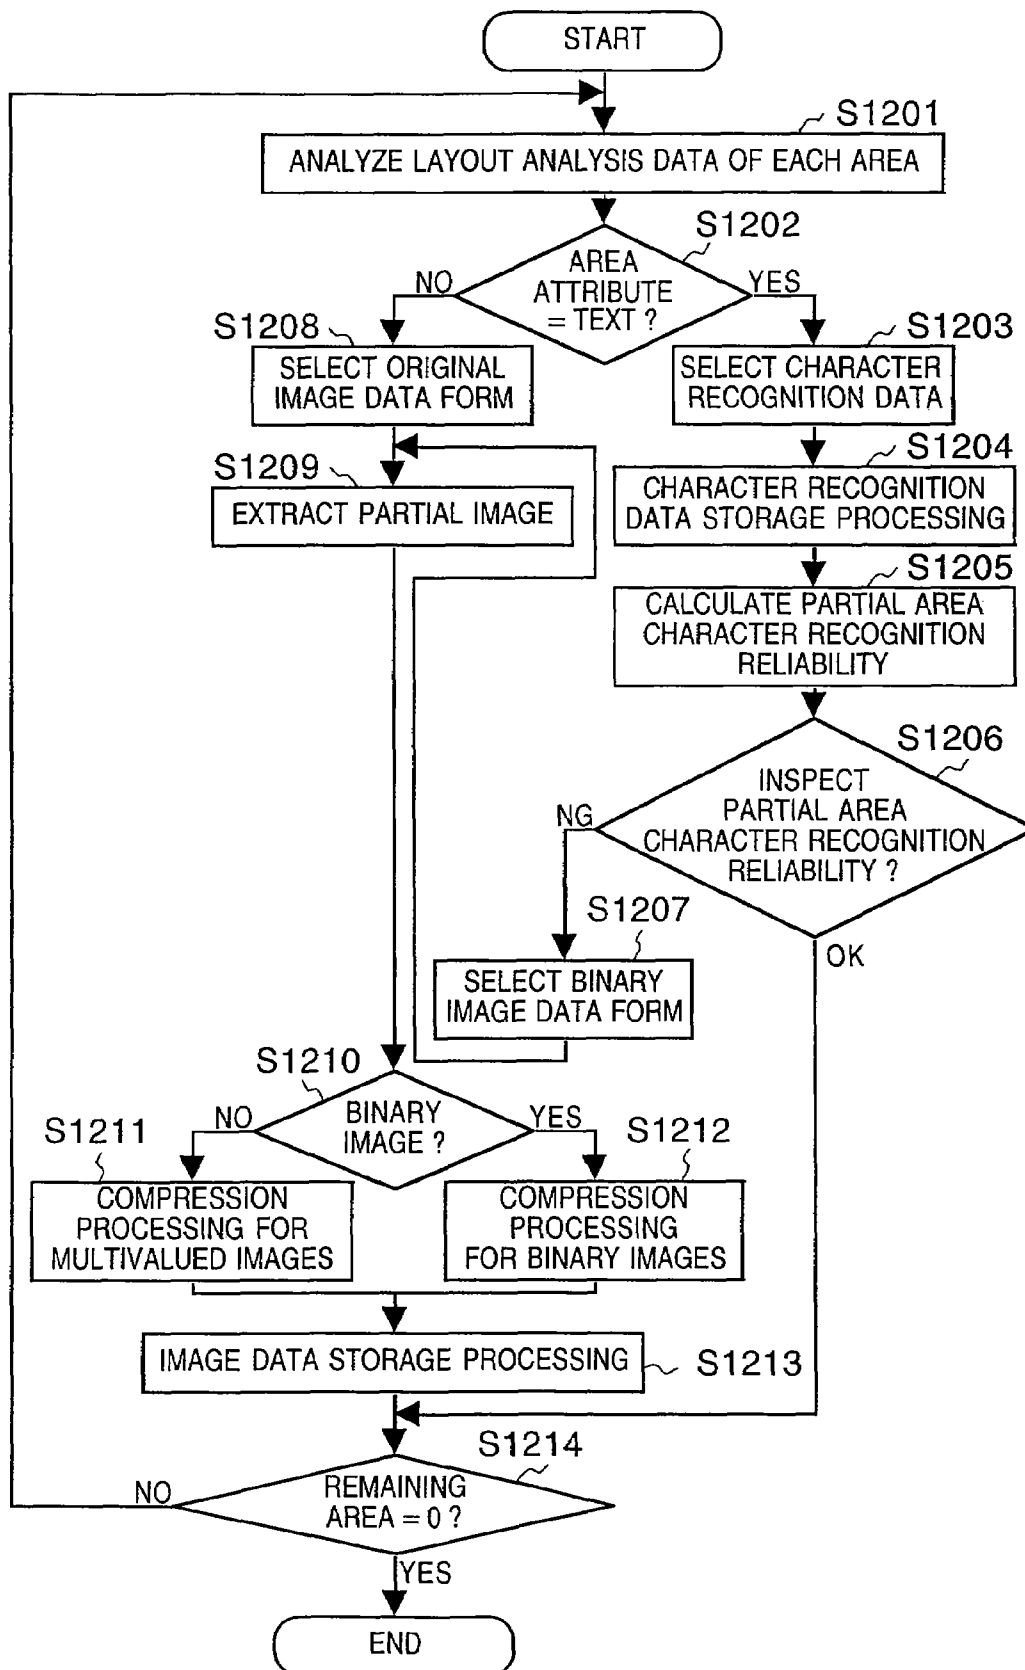 START
S1201
ANALYZE LAYOUT ANALYSIS DATA OF EACH AREA
S1202
AREA
ATTRIBUTE
= TEXT ?
NO
YES
S1208
SELECT ORIGINAL
IMAGE DATA FORM
S1203
SELECT CHARACTER
RECOGNITION DATA
S1209
EXTRACT PARTIAL IMAGE
S1204
CHARACTER RECOGNITION
DATA STORAGE PROCESSING
S1205
CALCULATE PARTIAL AREA
CHARACTER RECOGNITION
RELIABILITY
S1206
INSPECT
PARTIAL AREA
CHARACTER RECOGNITION
RELIABILITY ?
NG
OK
S1207
SELECT BINARY
IMAGE DATA FORM
S1210
BINARY
IMAGE ?
NO
YES
S1211
COMPRESSION
PROCESSING FOR
MULTIVALUED IMAGES
S1212
COMPRESSION
PROCESSING
FOR BINARY IMAGES
IMAGE DATA STORAGE PROCESSING
S1213
S1214
REMAINING
AREA = 0 ?
NO
YES
END